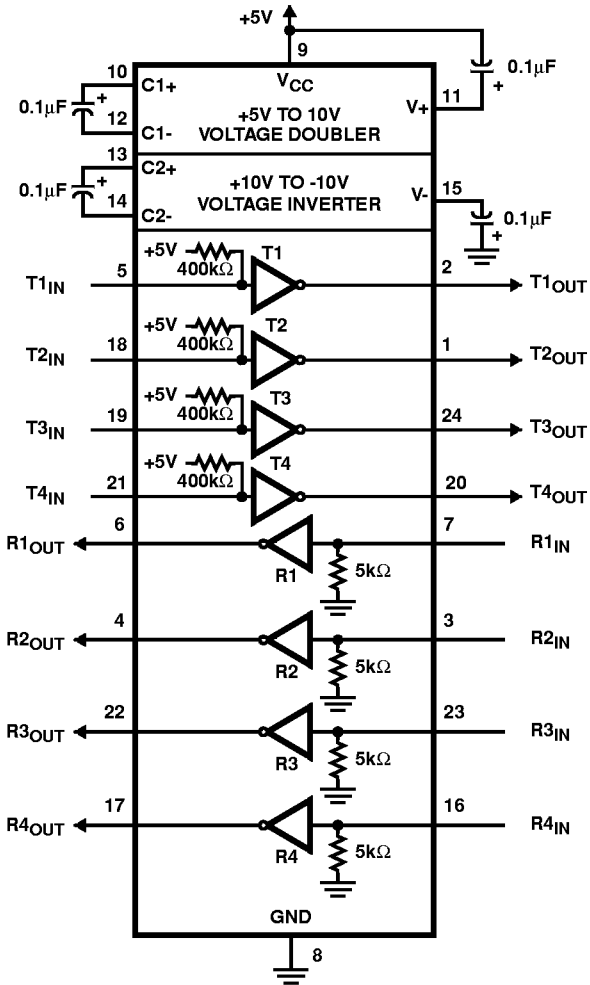 +5V
9
10
C1+
0.1µF
+
12
C1-
VCC
+5V TO 10V
VOLTAGE DOUBLER
V+
11
+
0.1µF
13
C2+
0.1µF
+
14
C2-
+10V TO -10V
VOLTAGE INVERTER
V-
15
+
0.1µF
T1IN
5
+5V
400kΩ
T1
2
T1OUT
T2IN
18
+5V
400kΩ
T2
1
T2OUT
T3IN
19
+5V
400kΩ
T3
24
T3OUT
T4IN
21
+5V
400kΩ
T4
20
T4OUT
R1OUT
6
R1
5kΩ
7
R1IN
R2OUT
4
R2
5kΩ
3
R2IN
R3OUT
22
R3
5kΩ
23
R3IN
R4OUT
17
R4
5kΩ
16
R4IN
GND
8